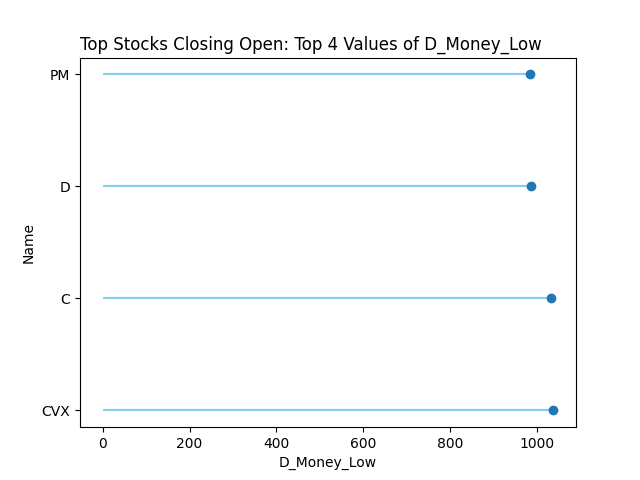 Top Stocks Closing Open: Top 4 Values of D_Money_Low
PM
D
C
CVX
Name
0 200 400 600 800 1000
D_Money_Low